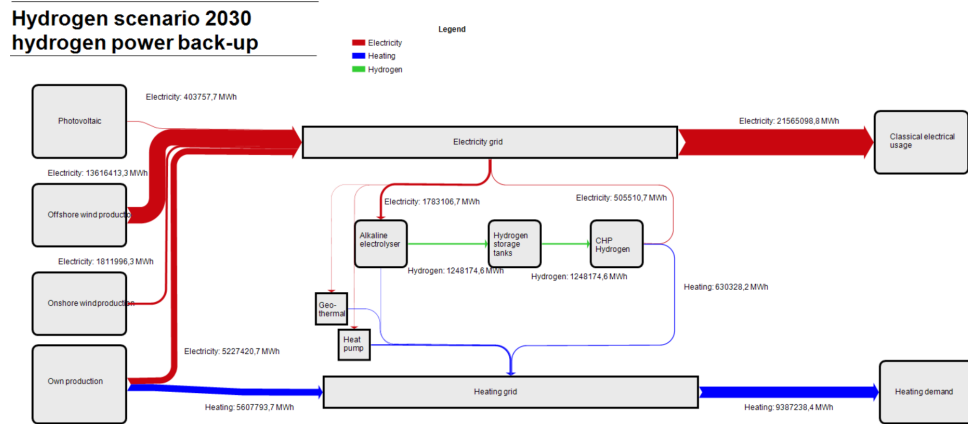 Hydrogen scenario 2030
hydrogen power back-up
Legend
Electricity
Heating
Hydrogen
Photovoltaic
Electricity: 403757,7 MWh
Electricity grid
Electricity: 21565098,8 MWh
Classical electrical
usage
Electricity: 13616413,3 MWh
Offshore wind production
Electricity: 1783106,7 MWh
Electricity: 505510,7 MWh
Alkaline
electrolyser
Hydrogen
storage
tanks
CHP
Hydrogen
Electricity: 1811996,3 MWh
Hydrogen: 1248174,6 MWh
Hydrogen: 1248174,6 MWh
Onshore wind production
Heating: 630328,2 MWh
Geo-
thermal
Heat
pump
Electricity: 5227420,7 MWh
Own production
Heating: 5607793,7 MWh
Heating grid
Heating: 9387238,4 MWh
Heating demand